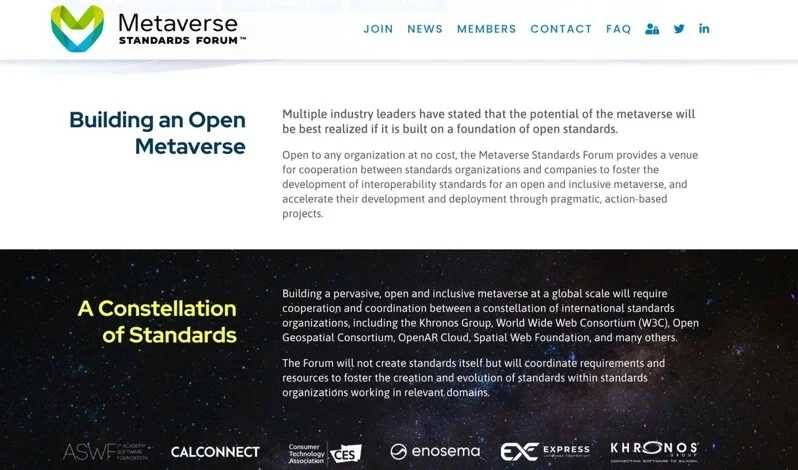 Metaverse
STANDARDS FORUM™
JOIN NEWS MEMBERS CONTACT FAQ
Building an Open
Metaverse
Multiple industry leaders have stated that the potential of the metaverse will
be best realized if it is built on a foundation of open standards.
Open to any organization at no cost, the Metaverse Standards Forum provides a venue
for cooperation between standards organizations and companies to foster the
development of interoperability standards for an open and inclusive metaverse, and
accelerate their development and deployment through pragmatic, action-based
projects.
A Constellation
of Standards
Building a pervasive, open and inclusive metaverse at a global scale will require
cooperation and coordination between a constellation of international standards
organizations, including the Khronos Group, World Wide Web Consortium (W3C), Open
Geospatial Consortium, OpenAR Cloud, Spatial Web Foundation, and many others.
The Forum will not create standards itself but will coordinate requirements and
resources to foster the creation and evolution of standards within standards
organizations working in relevant domains.
ASWF ACADEMY
SOFTWARE
FOUNDATION
CALCONNECT
Consumer
Technology
Association
CES
enosema
EXPRESS
KHRONOS
GROUP